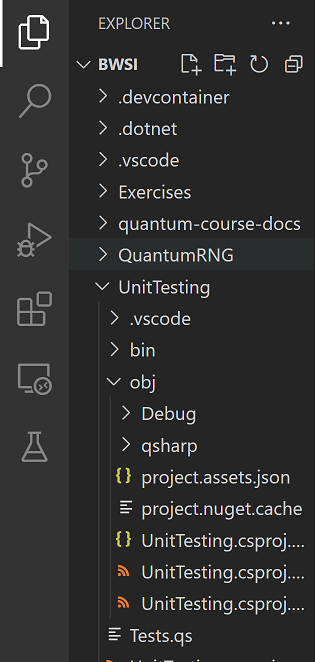 EXPLORER
BWSI
.devcontainer
.dotnet
.vscode
Exercises
quantum-course-docs
QuantumRNG
UnitTesting
.vscode
bin
obj
Debug
qsharp
project.assets.json
project.nuget.cache
UnitTesting.csproj....
UnitTesting.csproj....
UnitTesting.csproj....
Tests.qs